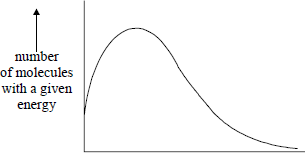 number
of molecules
with a given
energy